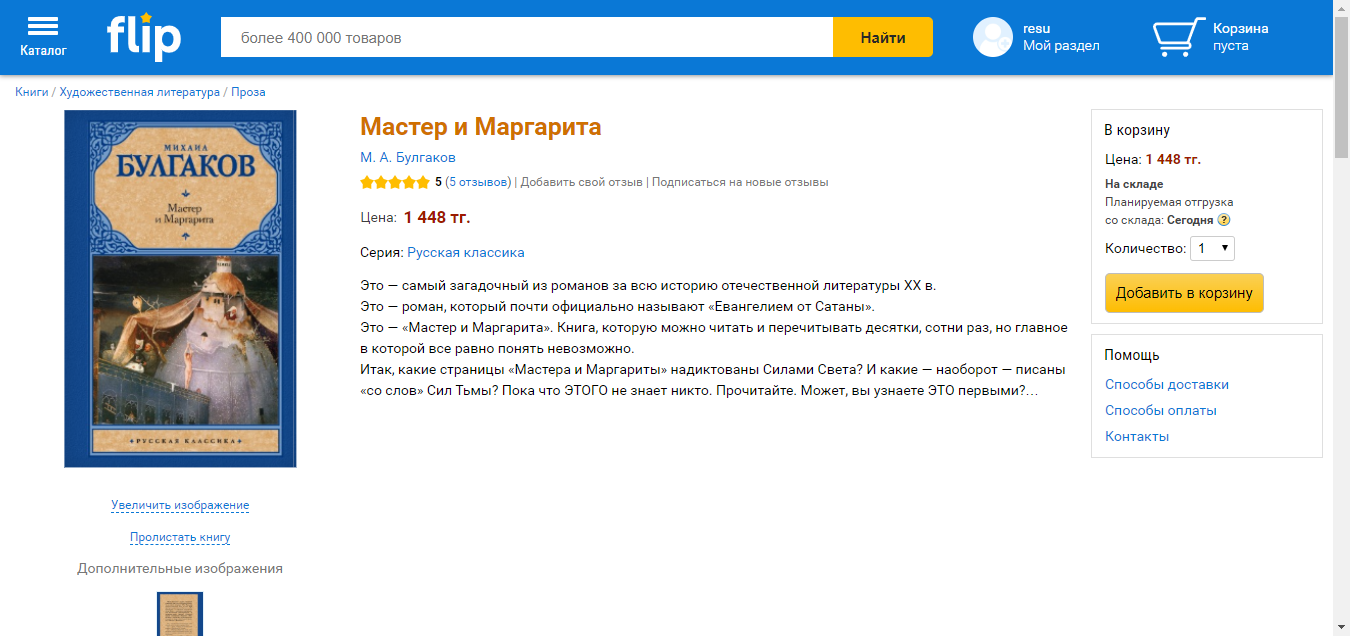 Каталог
flip
более 400 000 товаров
Найти
resu
Мой раздел
Корзина
пуста
Книги / Художественная литература / Проза
МИХАИЛ
БУЛГАКОВ
Мастер
и Маргарита
РУССКАЯ КЛАССИКА
Увеличить изображение
Пролистать книгу
Дополнительные изображения
Мастер и Маргарита
М. А. Булгаков
5 (5 отзывов) | Добавить свой отзыв | Подписаться на новые отзывы
Цена: 1 448 тг.
Серия: Русская классика
Это — самый загадочный из романов за всю историю отечественной литературы XX в.
Это — роман, который почти официально называют «Евангелием от Сатаны».
Это — «Мастер и Маргарита». Книга, которую можно читать и перечитывать десятки, сотни раз, но главное
в которой все равно понять невозможно.
Итак, какие страницы «Мастера и Маргариты» надиктованы Силами Света? И какие — наоборот — писаны
«со слов» Сил Тьмы? Пока что ЭТОГО не знает никто. Прочитайте. Может, вы узнаете ЭТО первыми?…
В корзину
Цена: 1 448 тг.
На складе
Планируемая отгрузка
со склада: Сегодня ?
Количество: 1
Добавить в корзину
Помощь
Способы доставки
Способы оплаты
Контакты